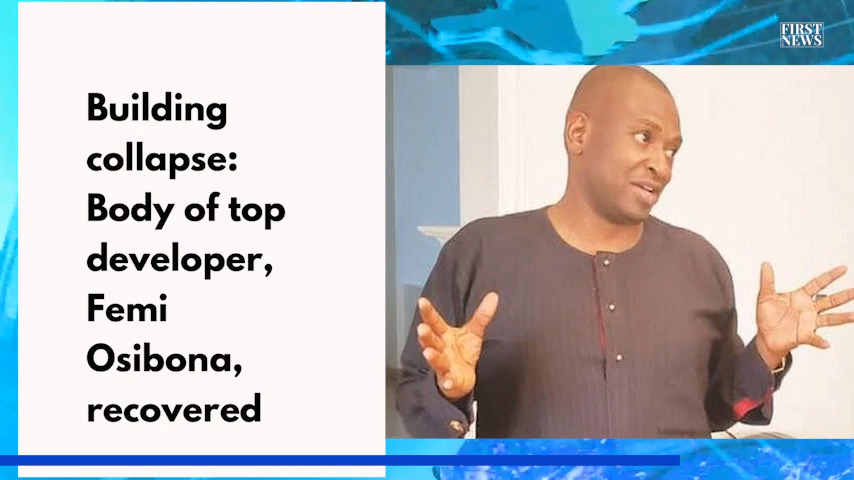 FIRST
NEWS
Building
collapse:
Body of top
developer,
Femi
Osibona,
recovered